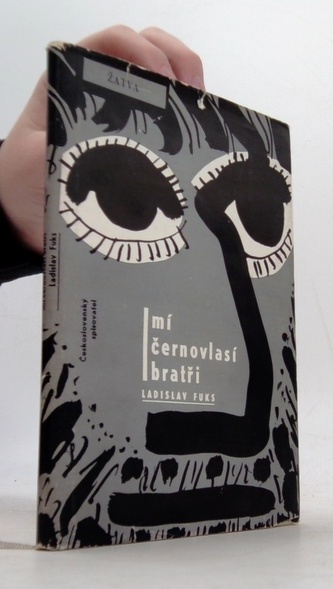 ŽATVA
mí
černovlasí
bratři
LADISLAV FUKS
Československý
spisovatel
Ladislav Fuks